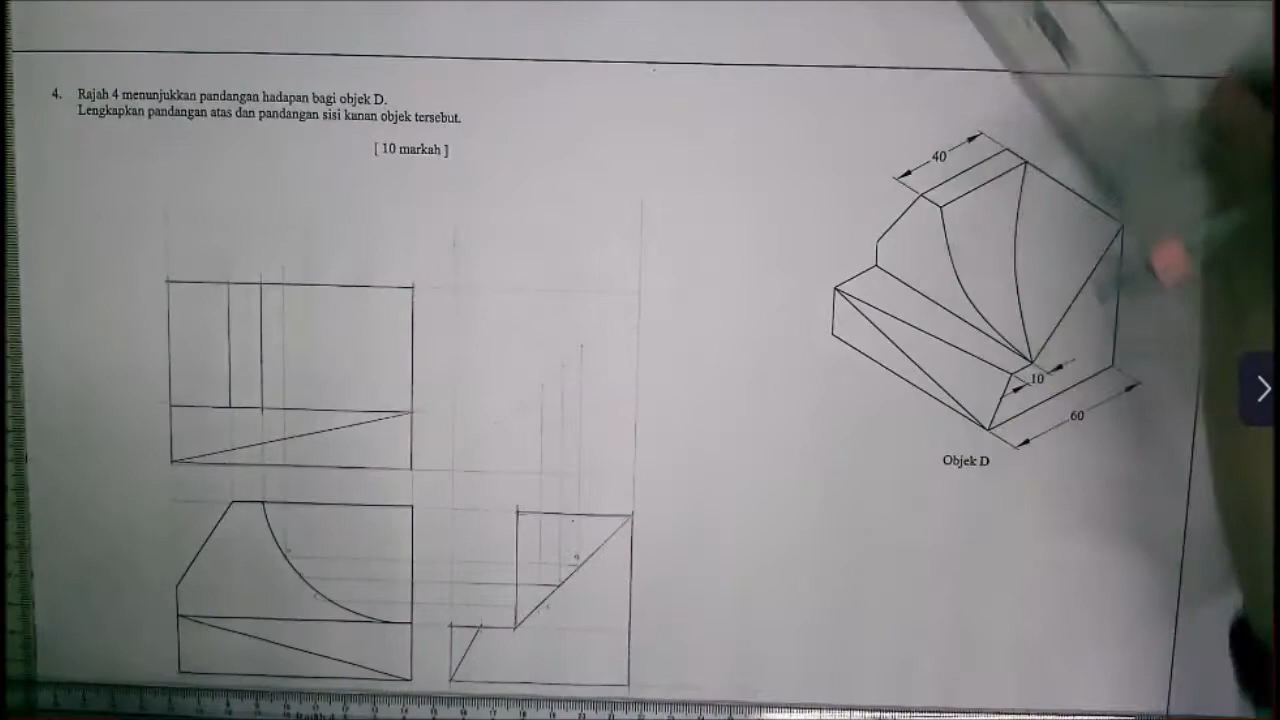 4. Rajah 4 menunjukkan pandangan hadapan bagi objek D.
Lengkapkan pandangan atas dan pandangan sisi kanan objek tersebut.
[ 10 markah ]
40
10
60
Objek D